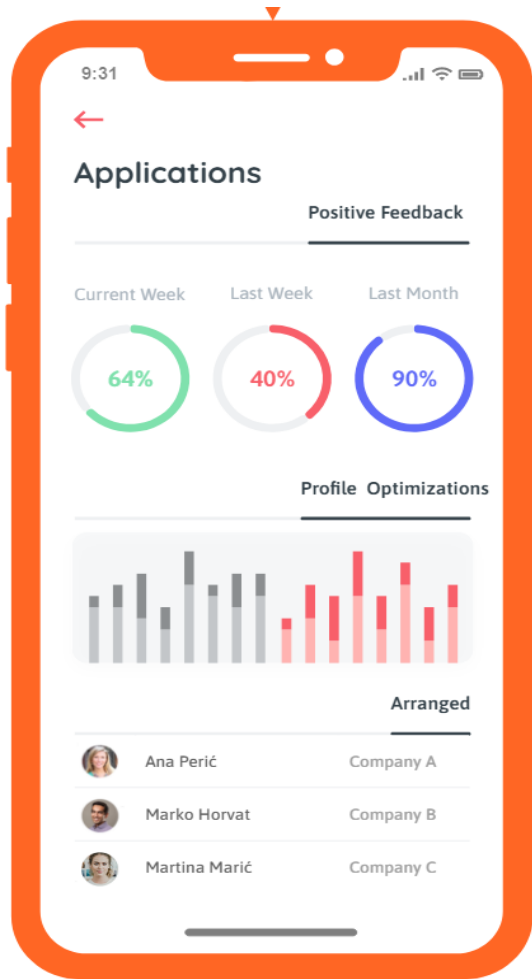 9:31
Applications
Positive Feedback
Current Week Last Week Last Month
64% 40% 90%
Profile Optimizations
Arranged
Ana Perić Company A
Marko Horvat Company B
Martina Marić Company C